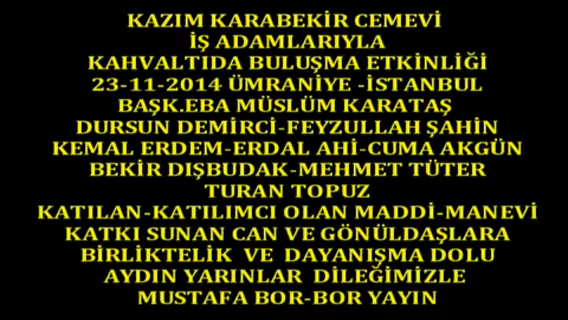 KAZIM KARABEKİR CEMEVİ
İŞ ADAMLARIYLA
KAHVALTIDA BULUŞMA ETKİNLİĞİ
23-11-2014 ÜMRANİYE -İSTANBUL
BAŞK.EBA MÜSLÜM KARATAŞ
DURSUN DEMİRCİ-FEYZULLAH ŞAHİN
KEMAL ERDEM-ERDAL AHİ-CUMA AKGÜN
BEKİR DIŞBUDAK-MEHMET TÜTER
TURAN TOPUZ
KATILAN-KATILIMCI OLAN MADDİ-MANEVİ
KATKI SUNAN CAN VE GÖNÜLDAŞLARA
BİRLİKTELİK VE DAYANIŞMA DOLU
AYDIN YARINLAR DİLEĞİMİZLE
MUSTAFA BOR-BOR YAYIN